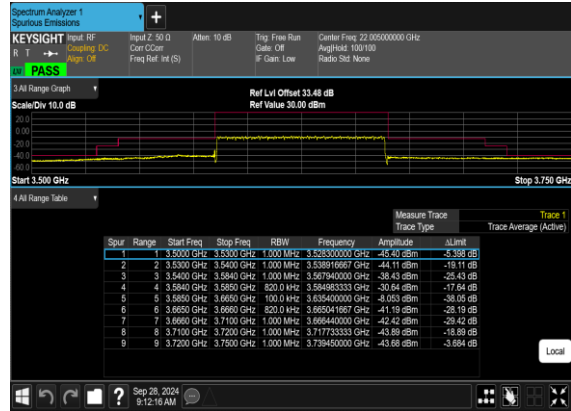 Spectrum Analyzer 1
Spurious Emissions
+
KEYSIGHT Input: RF Input Z: 50 Ω Atten: 10 dB Trig: Free Run Center Freq: 22.005000000 GHz
R T Coupling: DC Corr CCorr Gate: Off Avg|Hold: 100/100
Align: Off Freq Ref: Int (S) IF Gain: Low Radio Std: None
PASS
3 All Range Graph
Ref Lvl Offset 33.48 dB
Scale/Div 10.0 dB Ref Value 30.00 dBm
20.0
0.00
-20.0
-40.0
-60.0
Start 3.500 GHz Stop 3.750 GHz
4 All Range Table
Measure Trace Trace 1
Trace Type Trace Average (Active)
Spur Range Start Freq Stop Freq RBW Frequency Amplitude ΔLimit
1 1 3.5000 GHz 3.5300 GHz 1.000 MHz 3.528300000 GHz -45.40 dBm -5.398 dB
2 2 3.5300 GHz 3.5400 GHz 1.000 MHz 3.538916667 GHz -44.11 dBm -19.11 dB
3 3 3.5400 GHz 3.5840 GHz 1.000 MHz 3.567940000 GHz -38.43 dBm -25.43 dB
4 4 3.5840 GHz 3.5850 GHz 820.0 kHz 3.584983333 GHz -30.64 dBm -17.64 dB
5 5 3.5850 GHz 3.6650 GHz 100.0 kHz 3.635400000 GHz -8.053 dBm -38.05 dB
6 6 3.6650 GHz 3.6660 GHz 820.0 kHz 3.665041667 GHz -41.19 dBm -28.19 dB
7 7 3.6660 GHz 3.7100 GHz 1.000 MHz 3.666440000 GHz -42.42 dBm -29.42 dB
8 8 3.7100 GHz 3.7200 GHz 1.000 MHz 3.717733333 GHz -43.89 dBm -18.89 dB
9 9 3.7200 GHz 3.7500 GHz 1.000 MHz 3.739450000 GHz -43.68 dBm -3.684 dB
Local
? Sep 28, 2024
9:12:16 AM